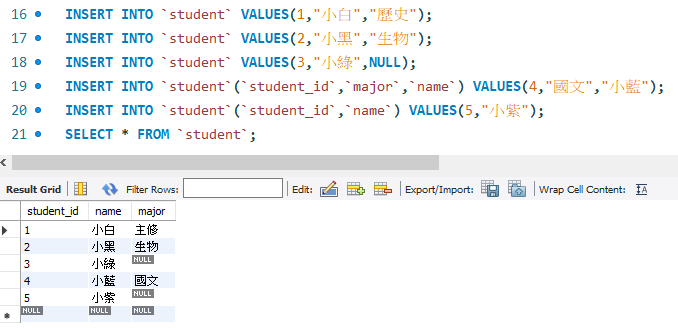 16 INSERT INTO `student` VALUES(1,"小白","歷史");
17 INSERT INTO `student` VALUES(2,"小黑","生物");
18 INSERT INTO `student` VALUES(3,"小綠",NULL);
19 INSERT INTO `student`(`student_id`,`major`,`name`) VALUES(4,"國文","小藍");
20 INSERT INTO `student`(`student_id`,`name`) VALUES(5,"小紫");
21 SELECT * FROM `student`;
Result Grid Filter Rows: Edit: Export/Import: Wrap Cell Content: IA
student_id name major
1 小白 主修
2 小黑 生物
3 小綠 NULL
4 小藍 國文
5 小紫 NULL
NULL NULL NULL